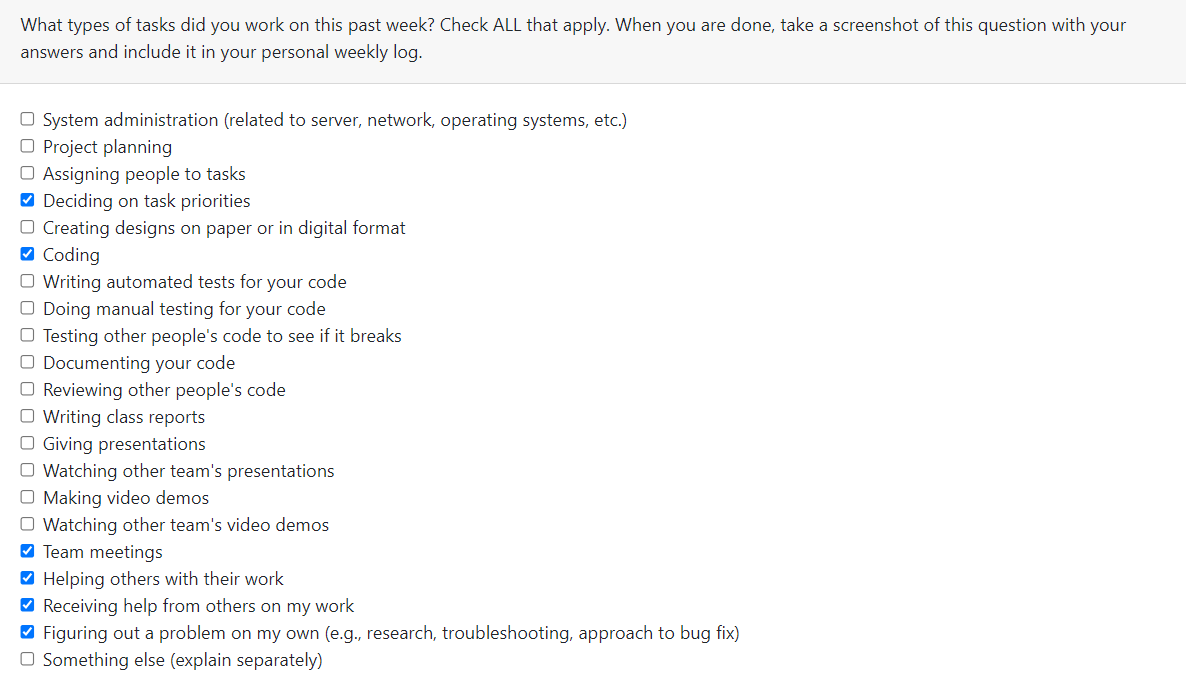 What types of tasks did you work on this past week? Check ALL that apply. When you are done, take a screenshot of this question with your
answers and include it in your personal weekly log.
System administration (related to server, network, operating systems, etc.)
Project planning
Assigning people to tasks
Deciding on task priorities
Creating designs on paper or in digital format
Coding
Writing automated tests for your code
Doing manual testing for your code
Testing other people's code to see if it breaks
Documenting your code
Reviewing other people's code
Writing class reports
Giving presentations
Watching other team's presentations
Making video demos
Watching other team's video demos
Team meetings
Helping others with their work
Receiving help from others on my work
Figuring out a problem on my own (e.g., research, troubleshooting, approach to bug fix)
Something else (explain separately)